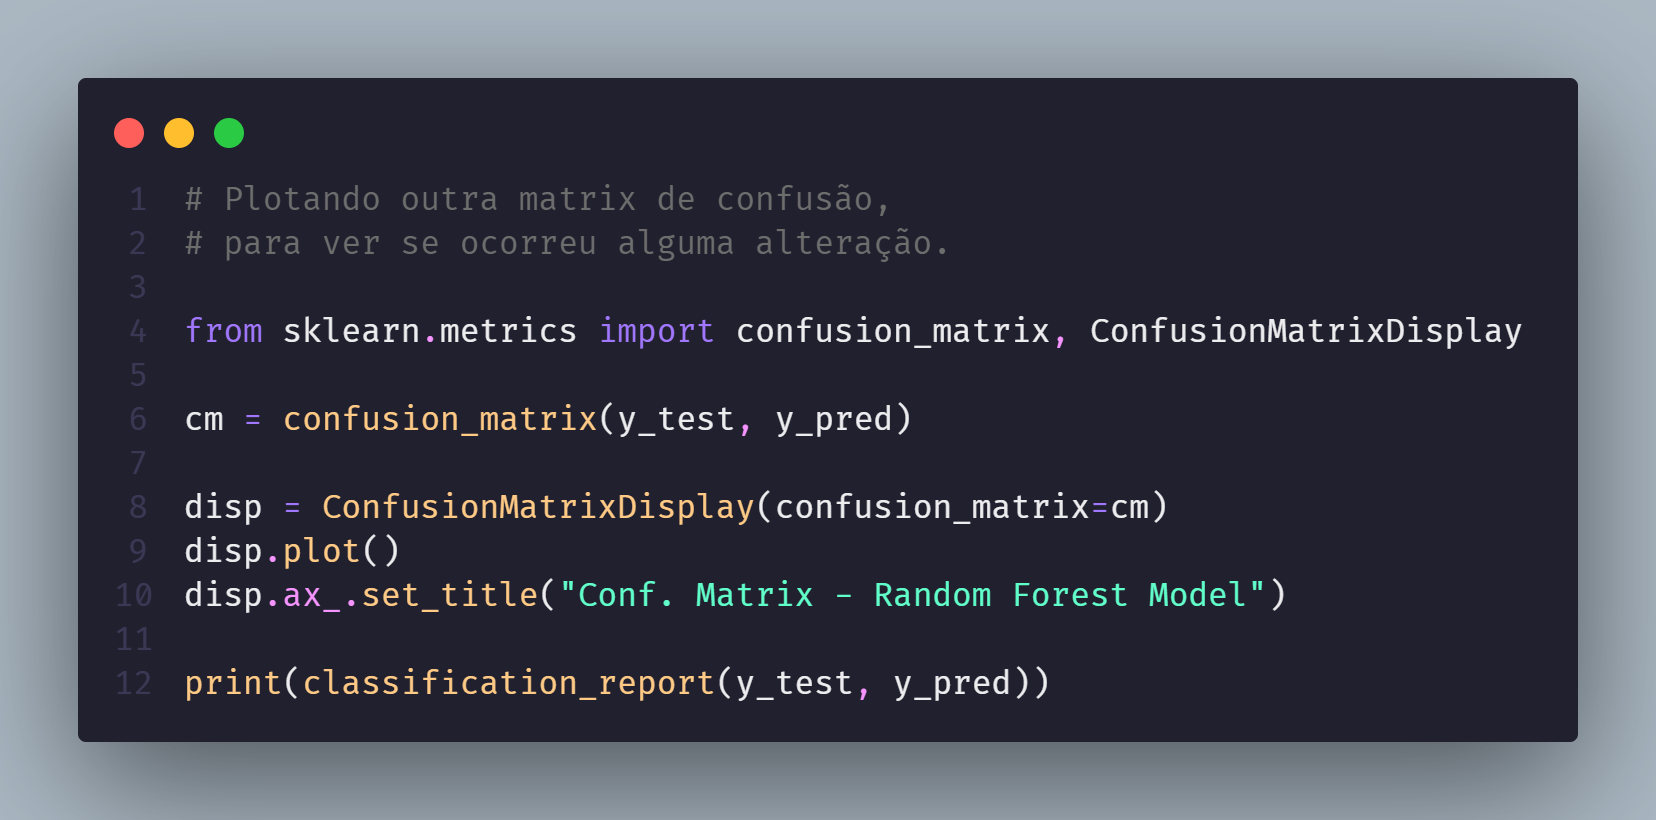 1 # Plotando outra matrix de confusão,
2 # para ver se ocorreu alguma alteração.
3
4 from sklearn.metrics import confusion_matrix, ConfusionMatrixDisplay
5
6 cm = confusion_matrix(y_test, y_pred)
7
8 disp = ConfusionMatrixDisplay(confusion_matrix=cm)
9 disp.plot()
10 disp.ax_.set_title("Conf. Matrix - Random Forest Model")
11
12 print(classification_report(y_test, y_pred))